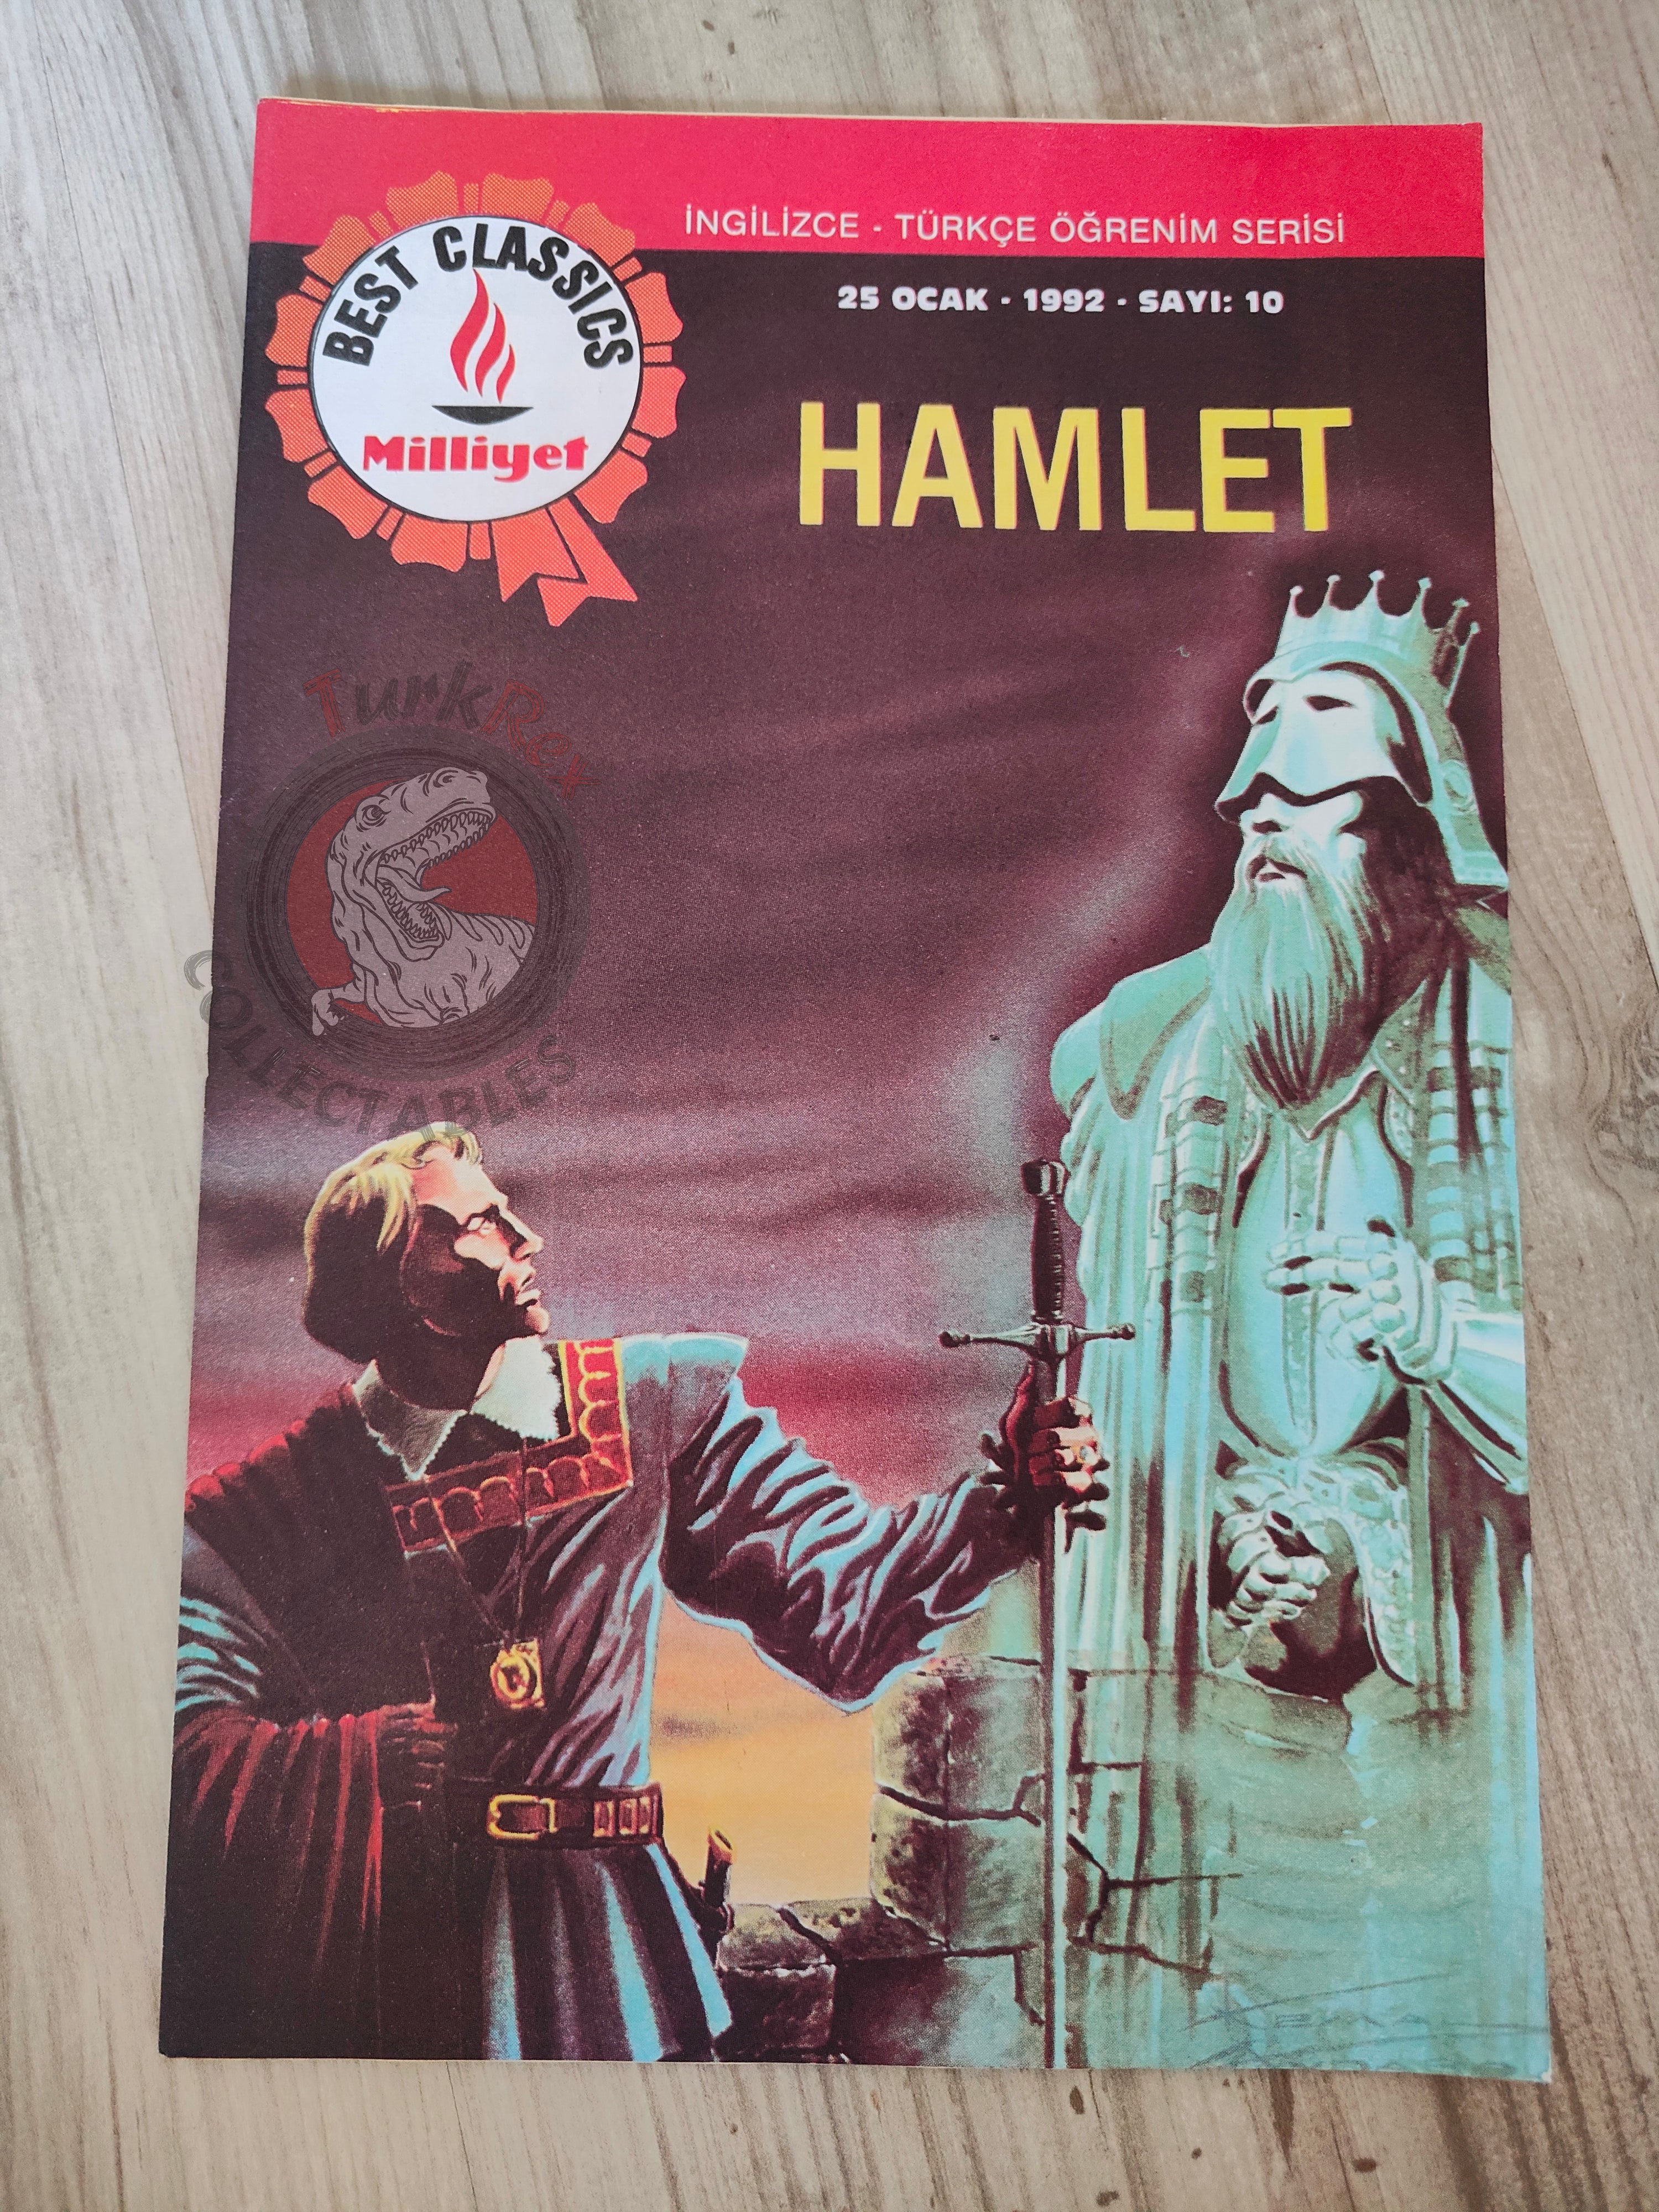 İNGİLİZCE - TÜRKÇE ÖĞRENİM SERİSİ
BEST CLASSICS
Milliyet
25 OCAK - 1992 - SAYI: 10
HAMLET
TurkRex
COLLECTABLES